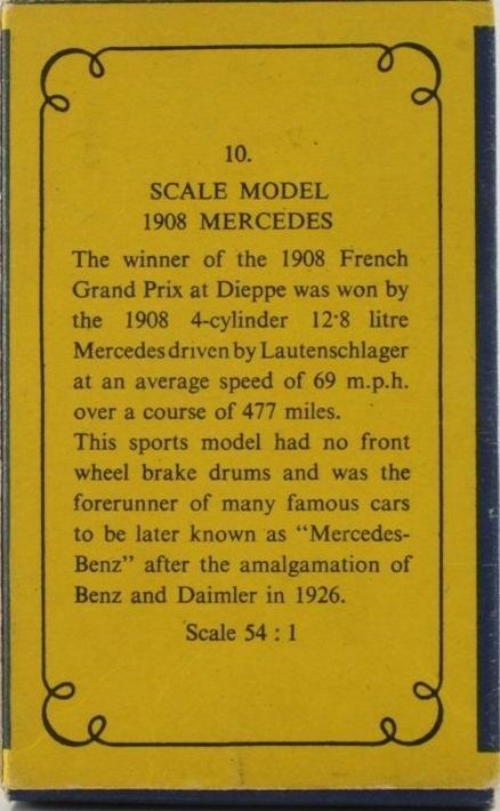 10.
SCALE MODEL
1908 MERCEDES
The winner of the 1908 French
Grand Prix at Dieppe was won by
the 1908 4-cylinder 12·8 litre
Mercedes driven by Lautenschlager
at an average speed of 69 m.p.h.
over a course of 477 miles.
This sports model had no front
wheel brake drums and was the
forerunner of many famous cars
to be later known as “Mercedes-
Benz” after the amalgamation of
Benz and Daimler in 1926.
Scale 54 : 1